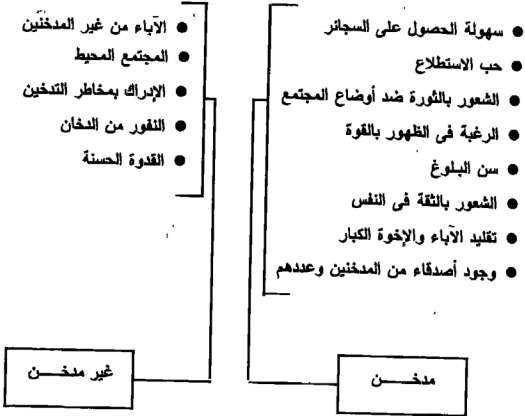 ● سهولة الحصول على السجائر
● حب الاستطلاع
● الشعور بالثورة ضد أوضاع المجتمع
● الرغبة فى الظهور بالقوة
● سن البلوغ
● الشعور بالثقة فى النفس
● تقليد الآباء والإخوة الكبار
● وجود أصدقاء من المدخنين وعددهم
مدخـــن
● الآباء من غير المدخنين
● المجتمع المحيط
● الإدراك بمخاطر التدخين
● النفور من الدخان
● القدوة الحسنة
غير مدخـــن